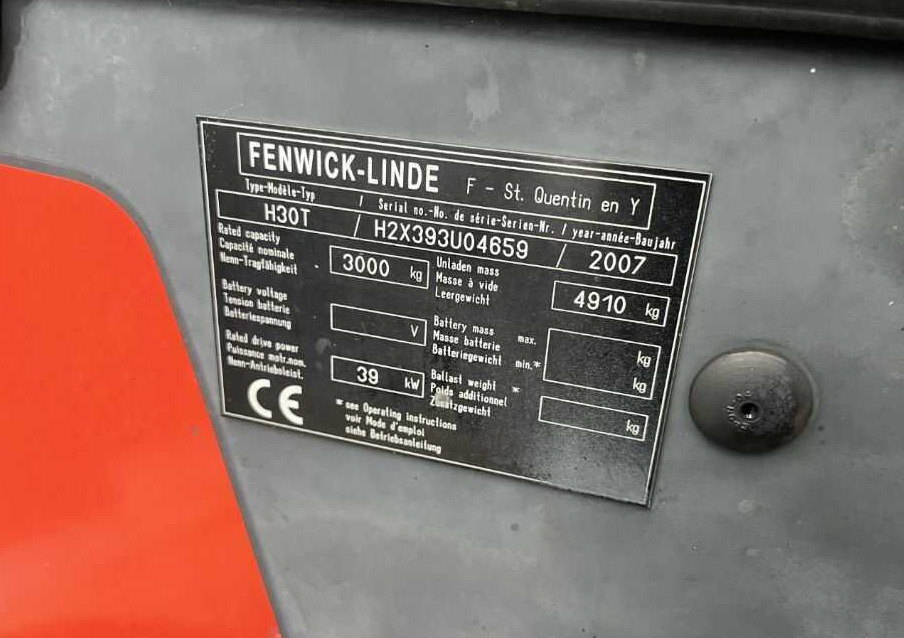 FENWICK-LINDE F - St. Quentin en Y
Type-Modèle-Typ / Serial no.-No. de série-Serien-Nr. / year-année-Baujahr
H30T / H2X393U04659 / 2007
Rated capacity
Capacité nominale
Nenn-Tragfähigkeit
3000 kg
Unladen mass
Masse à vide
Leergewicht
4910 kg
Battery voltage
Tension batterie
Batteriespannung
V
Battery mass
Masse batterie
Batteriegewicht
max. kg
min.* kg
Rated drive power
Puissance motr.nom.
Nenn-Antriebsleist.
39 kW
Ballast weight *
Poids additionnel
Zusatzgewicht
kg
CE
* see Operating instructions
voir Mode d'emploi
siehe Betriebsanleitung